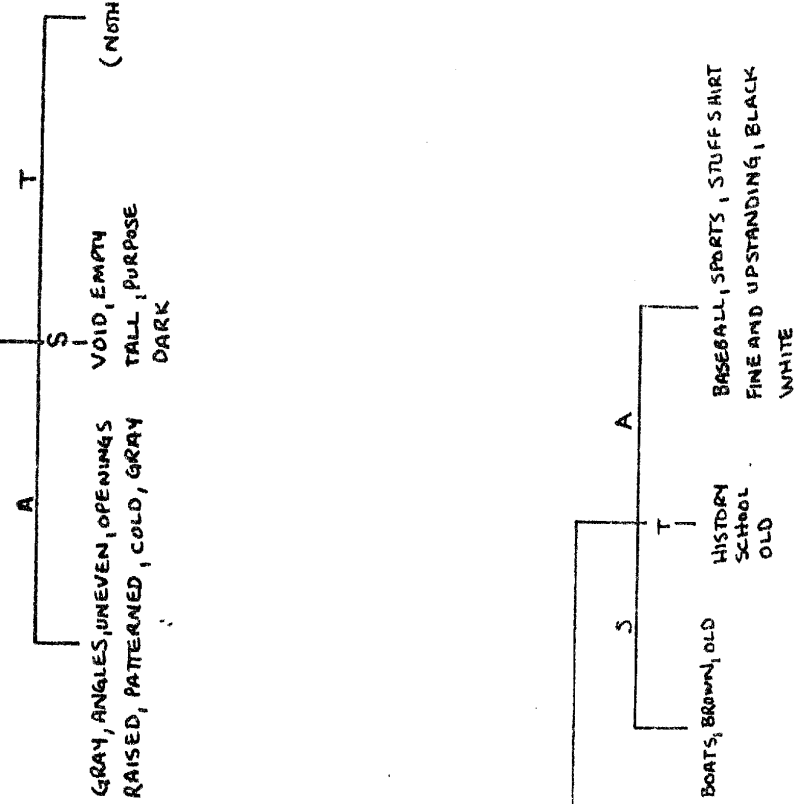 A
S
T
GRAY, ANGLES, UNEVEN, OPENINGS
RAISED, PATTERNED, COLD, GRAY
VOID, EMPTY
TALL, PURPOSE
DARK
(NOTH
S
T
A
BOATS, BROWN, OLD
HISTORY
SCHOOL
OLD
BASEBALL, SPORTS, STUFF SHIRT
FINE AND UPSTANDING, BLACK
WHITE